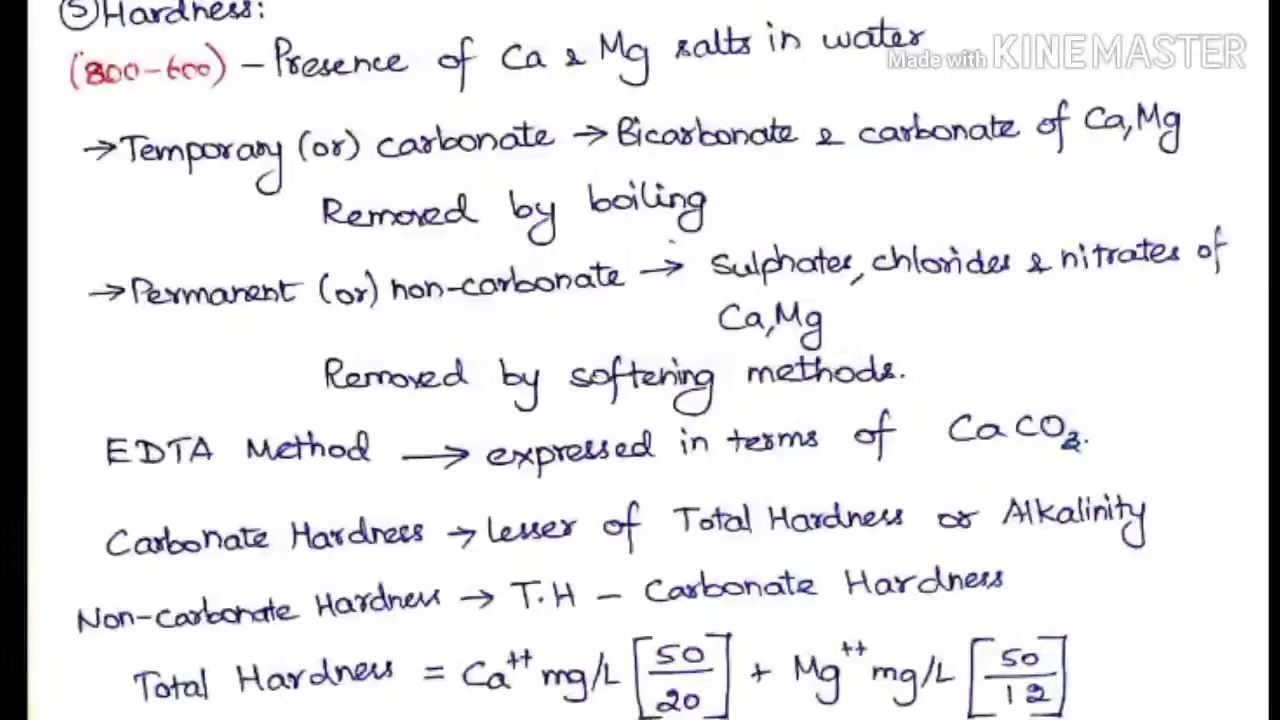 ⑤ Hardness:
(300-600) - Presence of Ca & Mg salts in water
Made with KINEMASTER
→ Temporary (or) carbonate → Bicarbonate & carbonate of Ca, Mg
Removed by boiling
→ Permanent (or) non-carbonate → Sulphates, chlorides & nitrates of
Ca, Mg
Removed by softening methods.
EDTA Method → expressed in terms of CaCO3.
Carbonate Hardness → lesser of Total Hardness or Alkalinity
Non-carbonate Hardness → T.H - Carbonate Hardness
Total Hardness = Ca++ mg/L [50/20] + Mg++ mg/L [50/12]